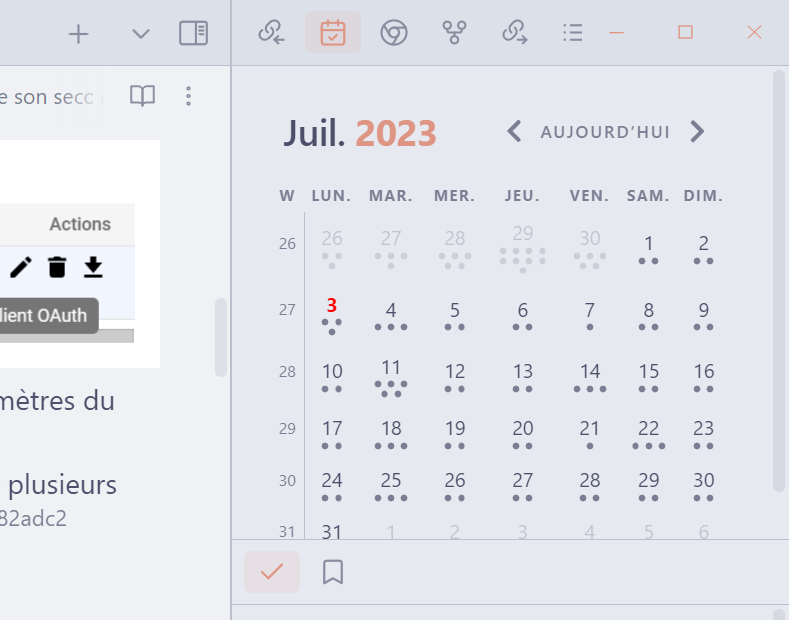 e son seco
Actions
lient OAuth
mètres du
plusieurs
82adc2
Juil. 2023
AUJOURD'HUI
W LUN. MAR. MER. JEU. VEN. SAM. DIM.
26 26 27 28 29 30 1 2
27 3 4 5 6 7 8 9
28 10 11 12 13 14 15 16
29 17 18 19 20 21 22 23
30 24 25 26 27 28 29 30
31 31 1 2 3 4 5 6